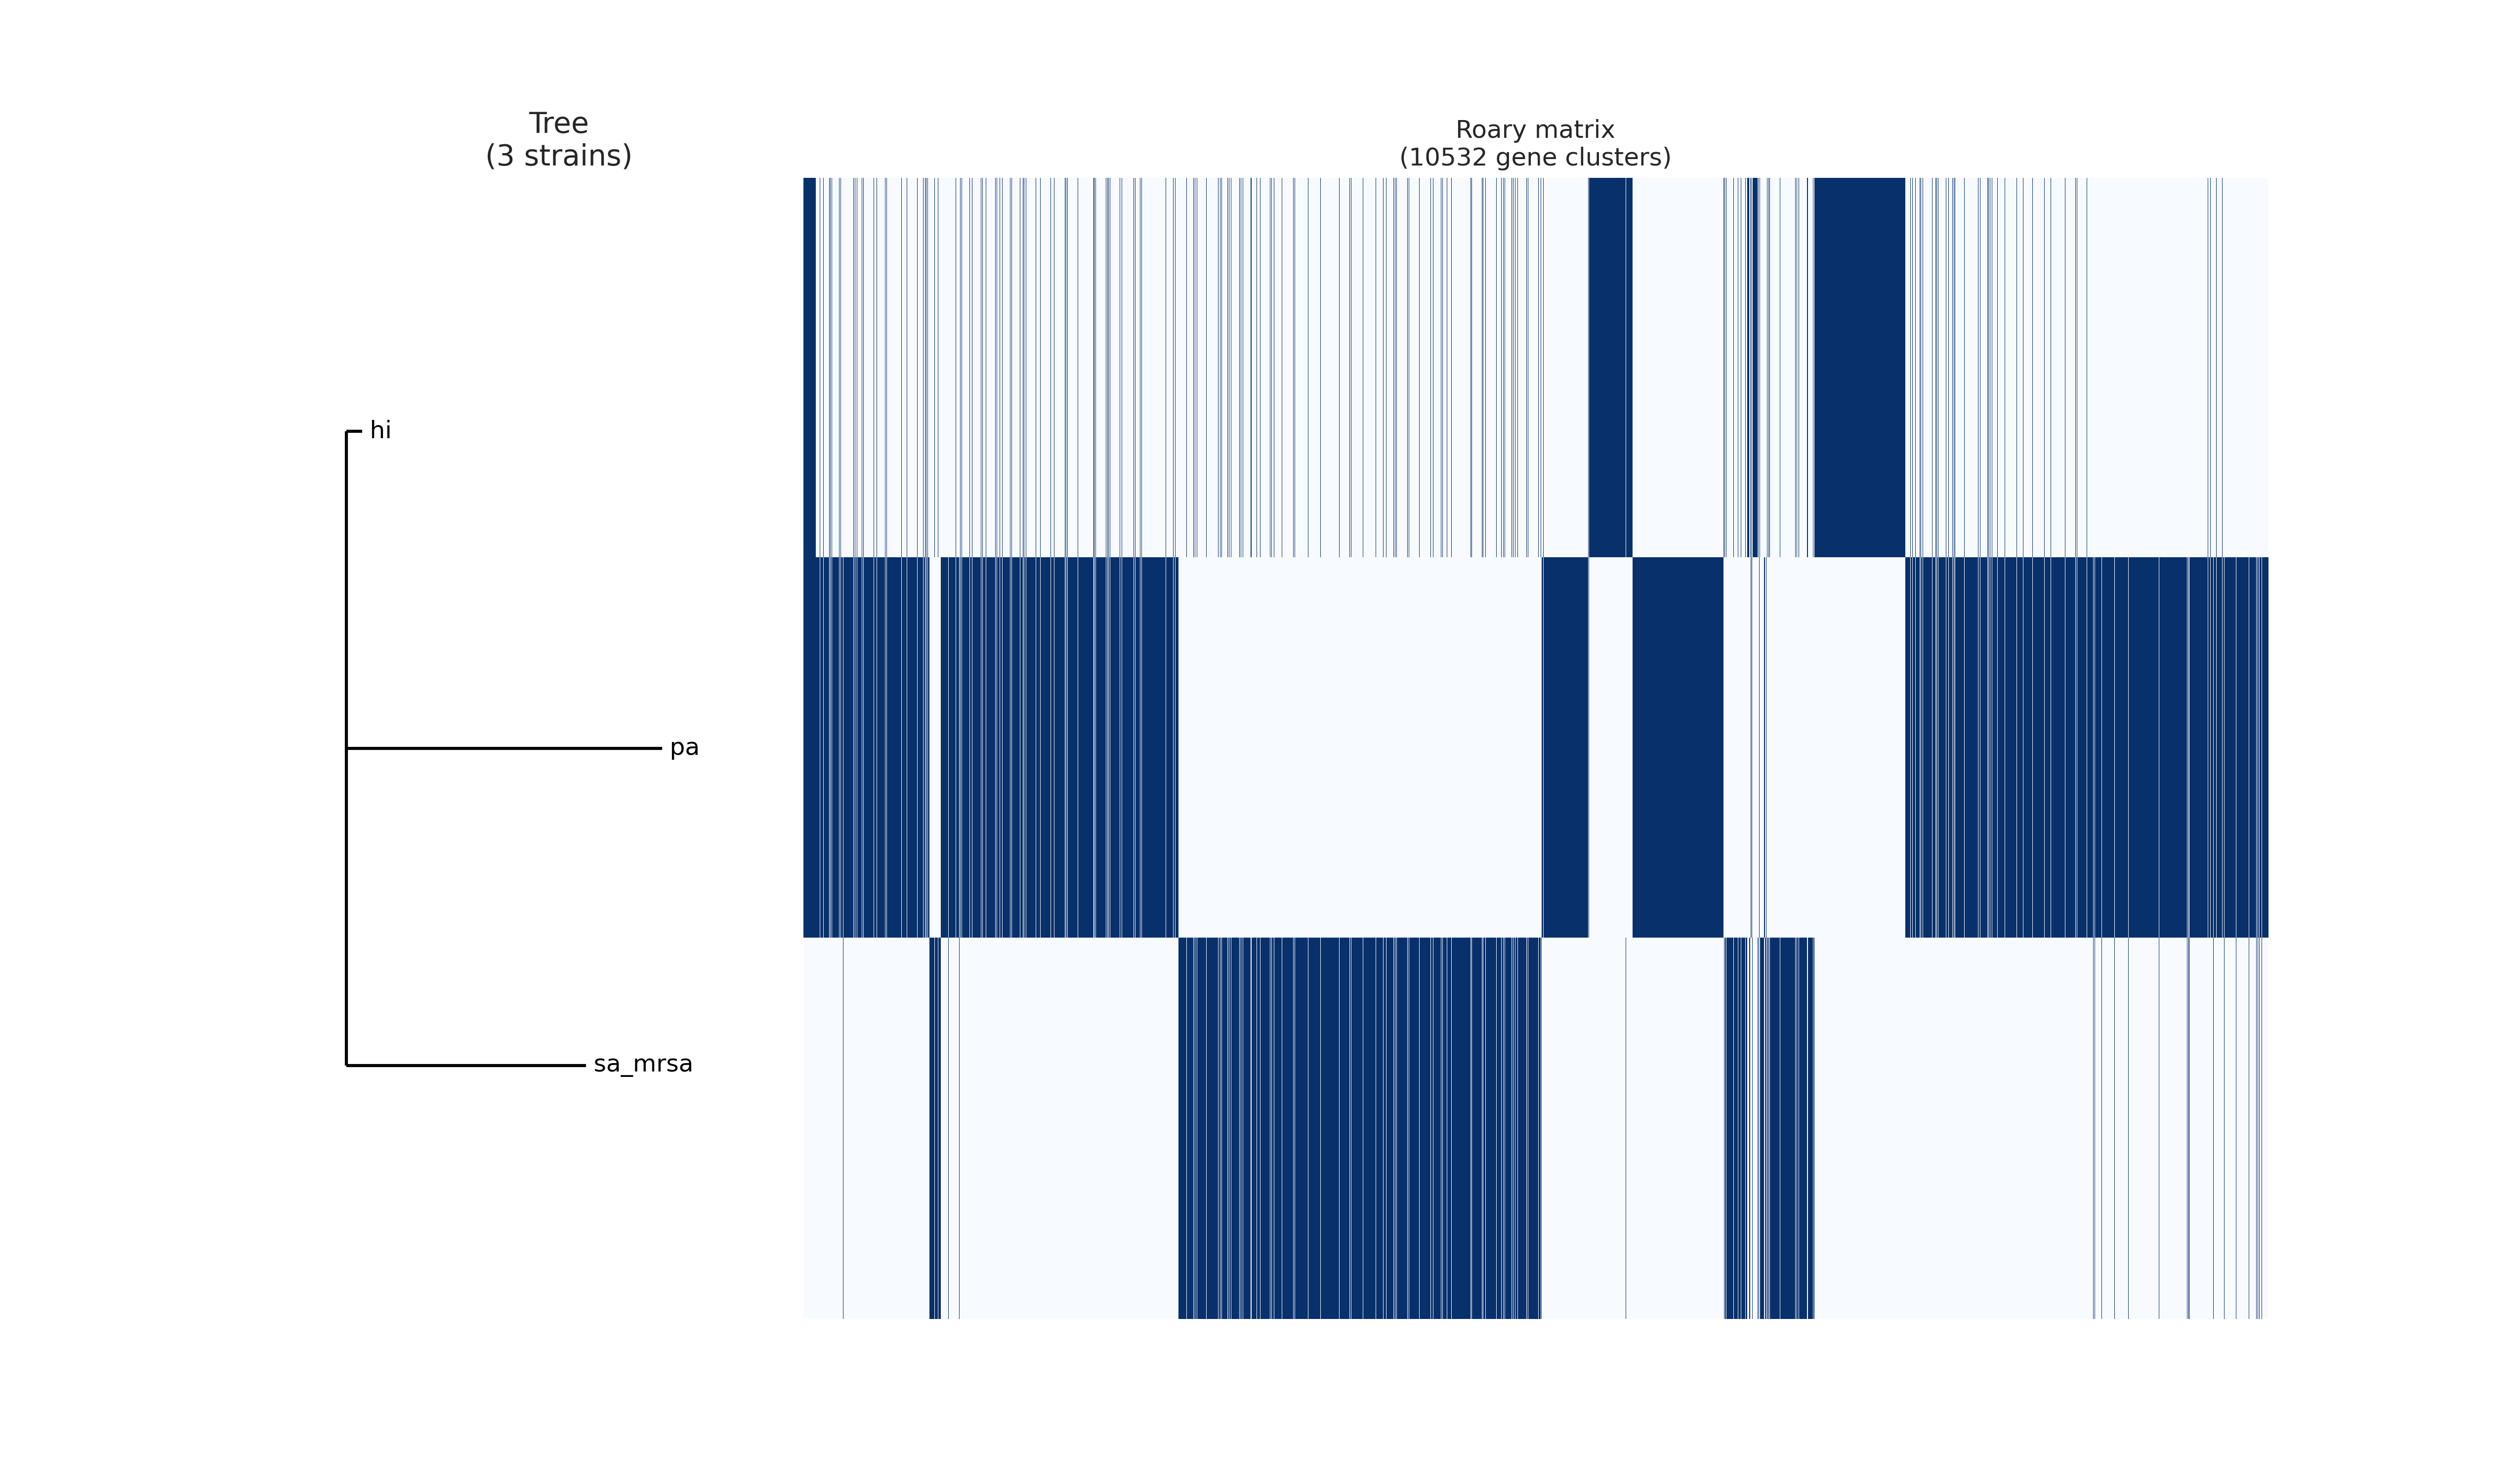 Tree
(3 strains)
Roary matrix
(10532 gene clusters)
hi
pa
sa_mrsa